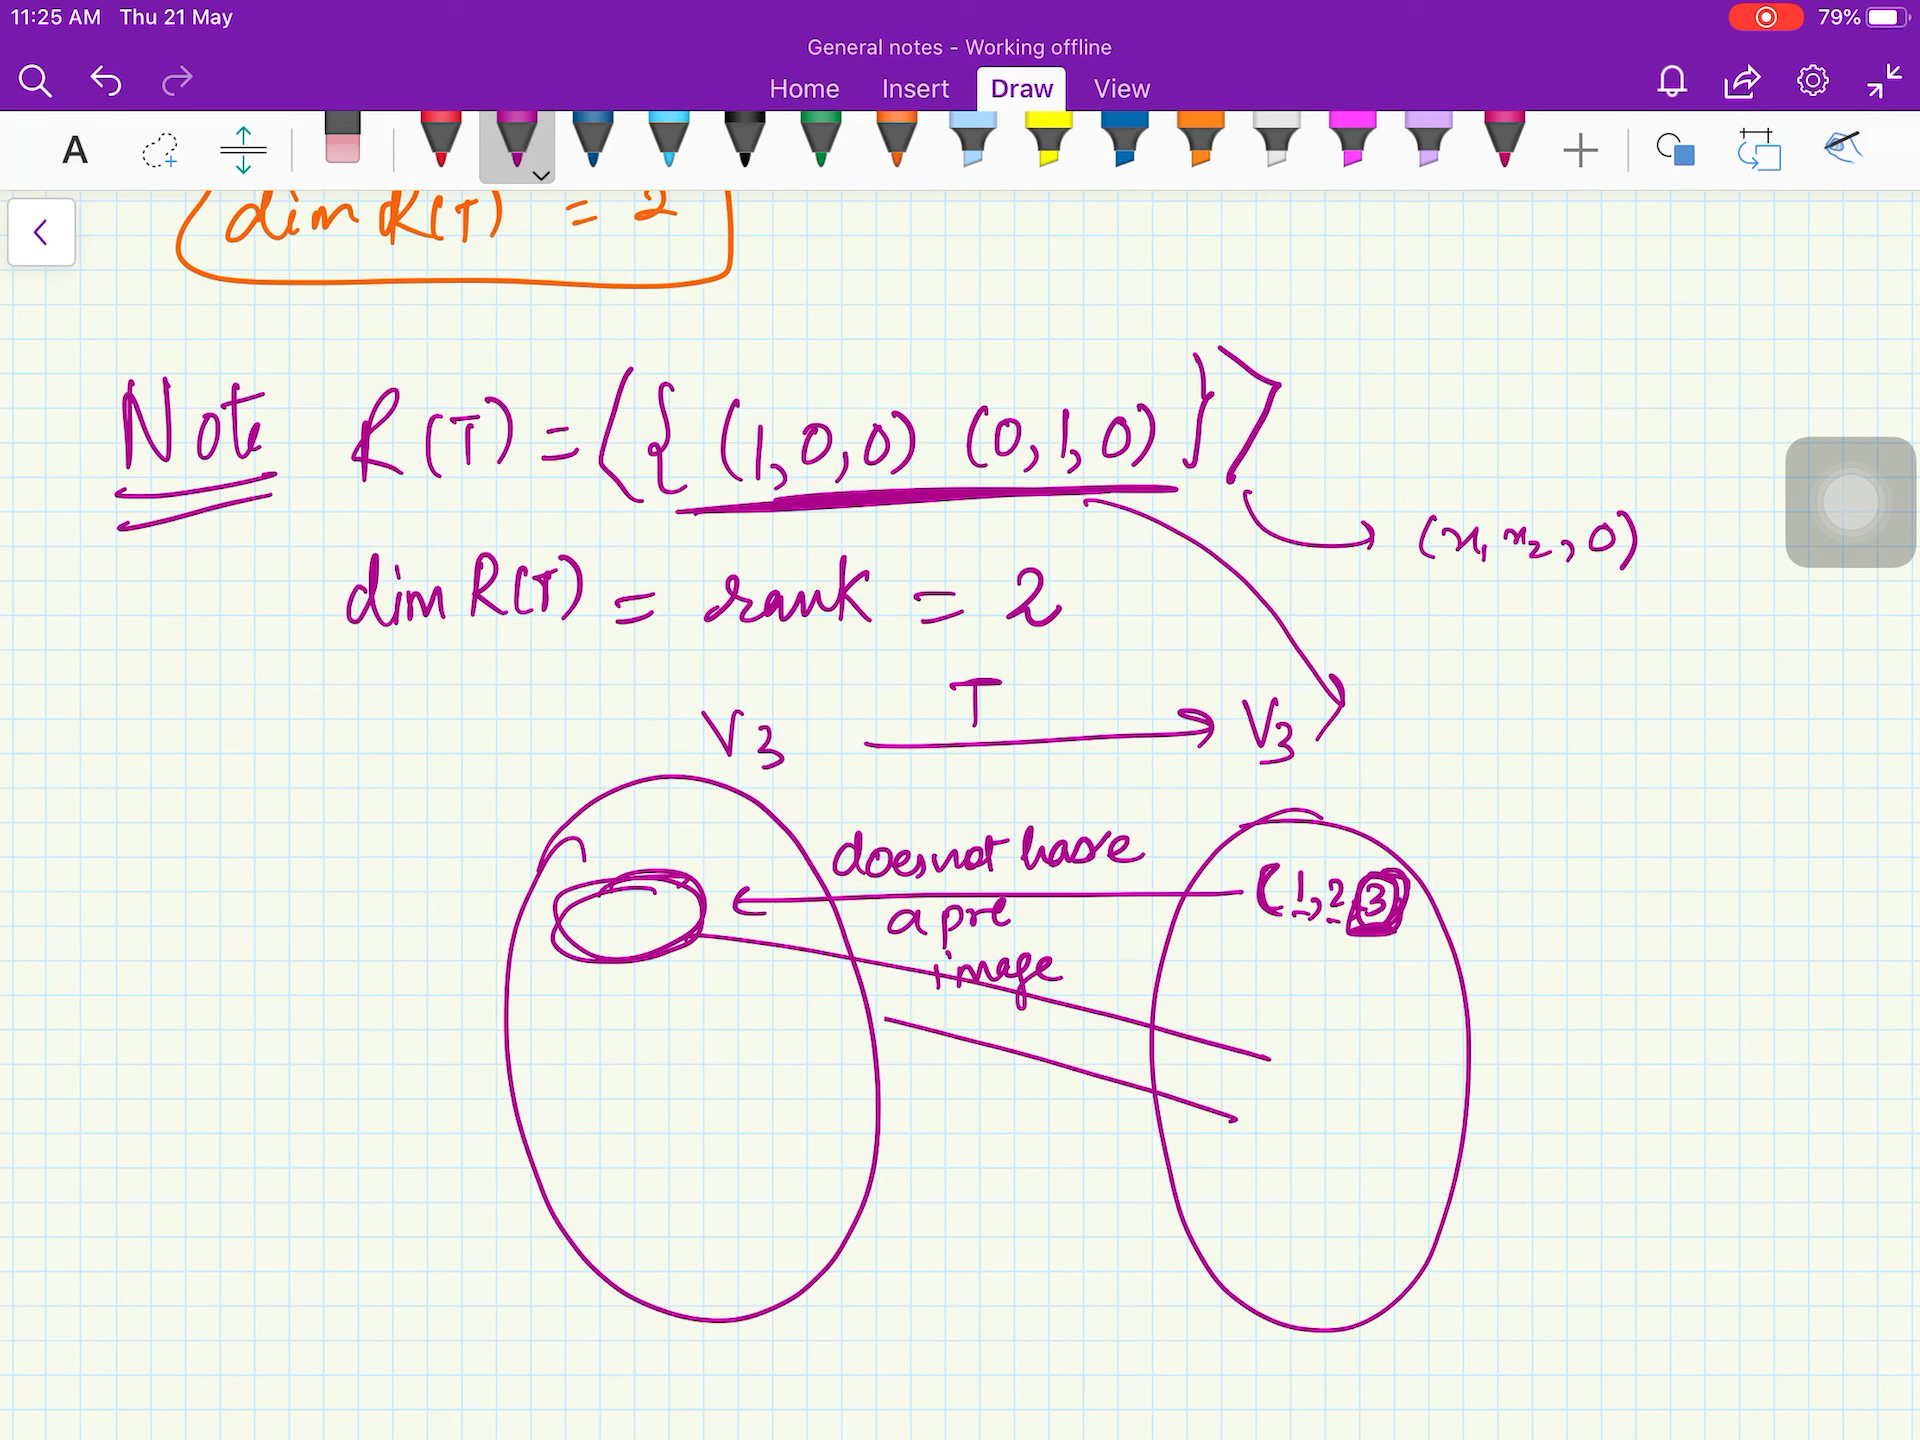 11:25 AM Thu 21 May 79%
General notes - Working offline
Home Insert Draw View
A
dim R(T) = 2
Note R(T) = ⟨{ (1,0,0) (0,1,0) }⟩
(x₁ x₂, 0)
dim R(T) = rank = 2
T
V₃ V₃
does not have
(1, 2 3
a pre
image